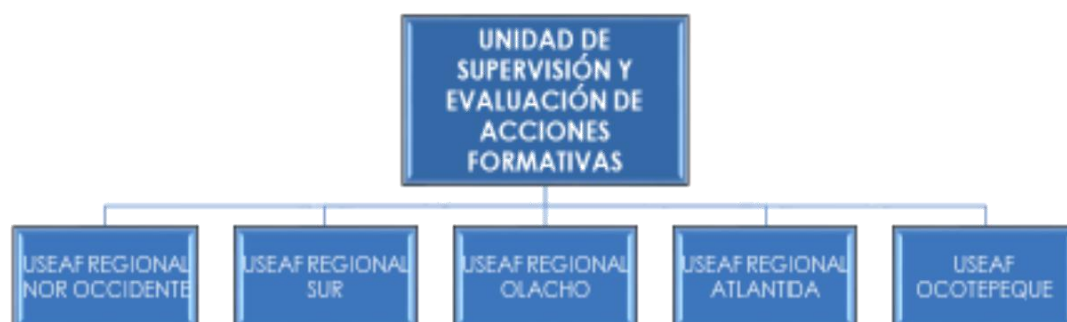 UNIDAD DE
SUPERVISIÓN Y
EVALUACIÓN DE
ACCIONES
FORMATIVAS
USEAF REGIONAL
NOR OCCIDENTE
USEAF REGIONAL
SUR
USEAF REGIONAL
OLACHO
USEAF REGIONAL
ATLANTIDA
USEAF
OCOTEPEQUE